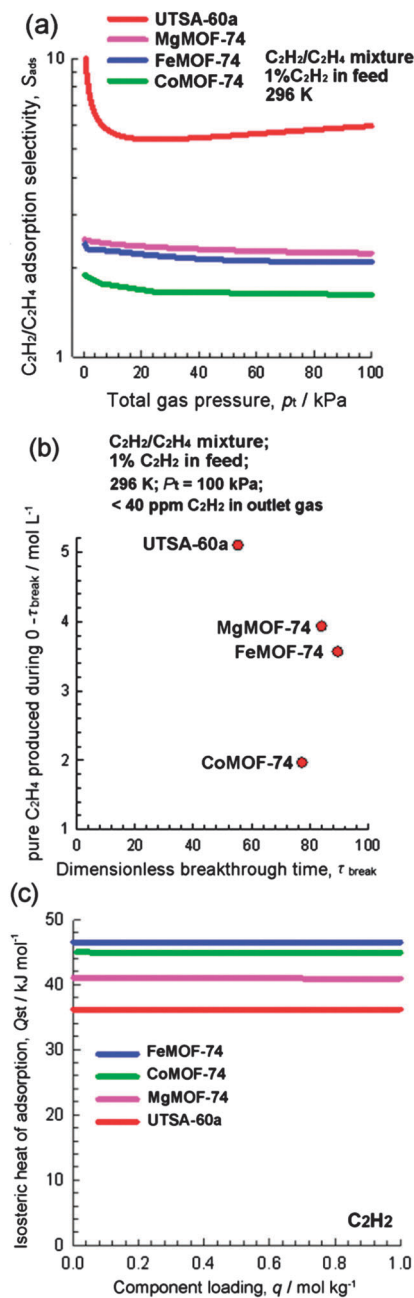 (a)
UTSA-60a
MgMOF-74
FeMOF-74
CoMOF-74
C₂H₂/C₂H₄ mixture
1%C₂H₂ in feed
296 K
C₂H₂/C₂H₄ adsorption selectivity, Sads
10
1
0 20 40 60 80 100
Total gas pressure, pt / kPa
(b)
C₂H₂/C₂H₄ mixture;
1% C₂H₂ in feed;
296 K; Pt = 100 kPa;
< 40 ppm C₂H₂ in outlet gas
pure C₂H₄ produced during 0 -τbreak / mol L⁻¹
5
4
3
2
1
UTSA-60a
MgMOF-74
FeMOF-74
CoMOF-74
0 20 40 60 80 100
Dimensionless breakthrough time, τ break
(c)
Isosteric heat of adsorption, Qst / kJ mol⁻¹
50
40
30
20
10
0
FeMOF-74
CoMOF-74
MgMOF-74
UTSA-60a
C₂H₂
0.0 0.2 0.4 0.6 0.8 1.0
Component loading, q / mol kg⁻¹